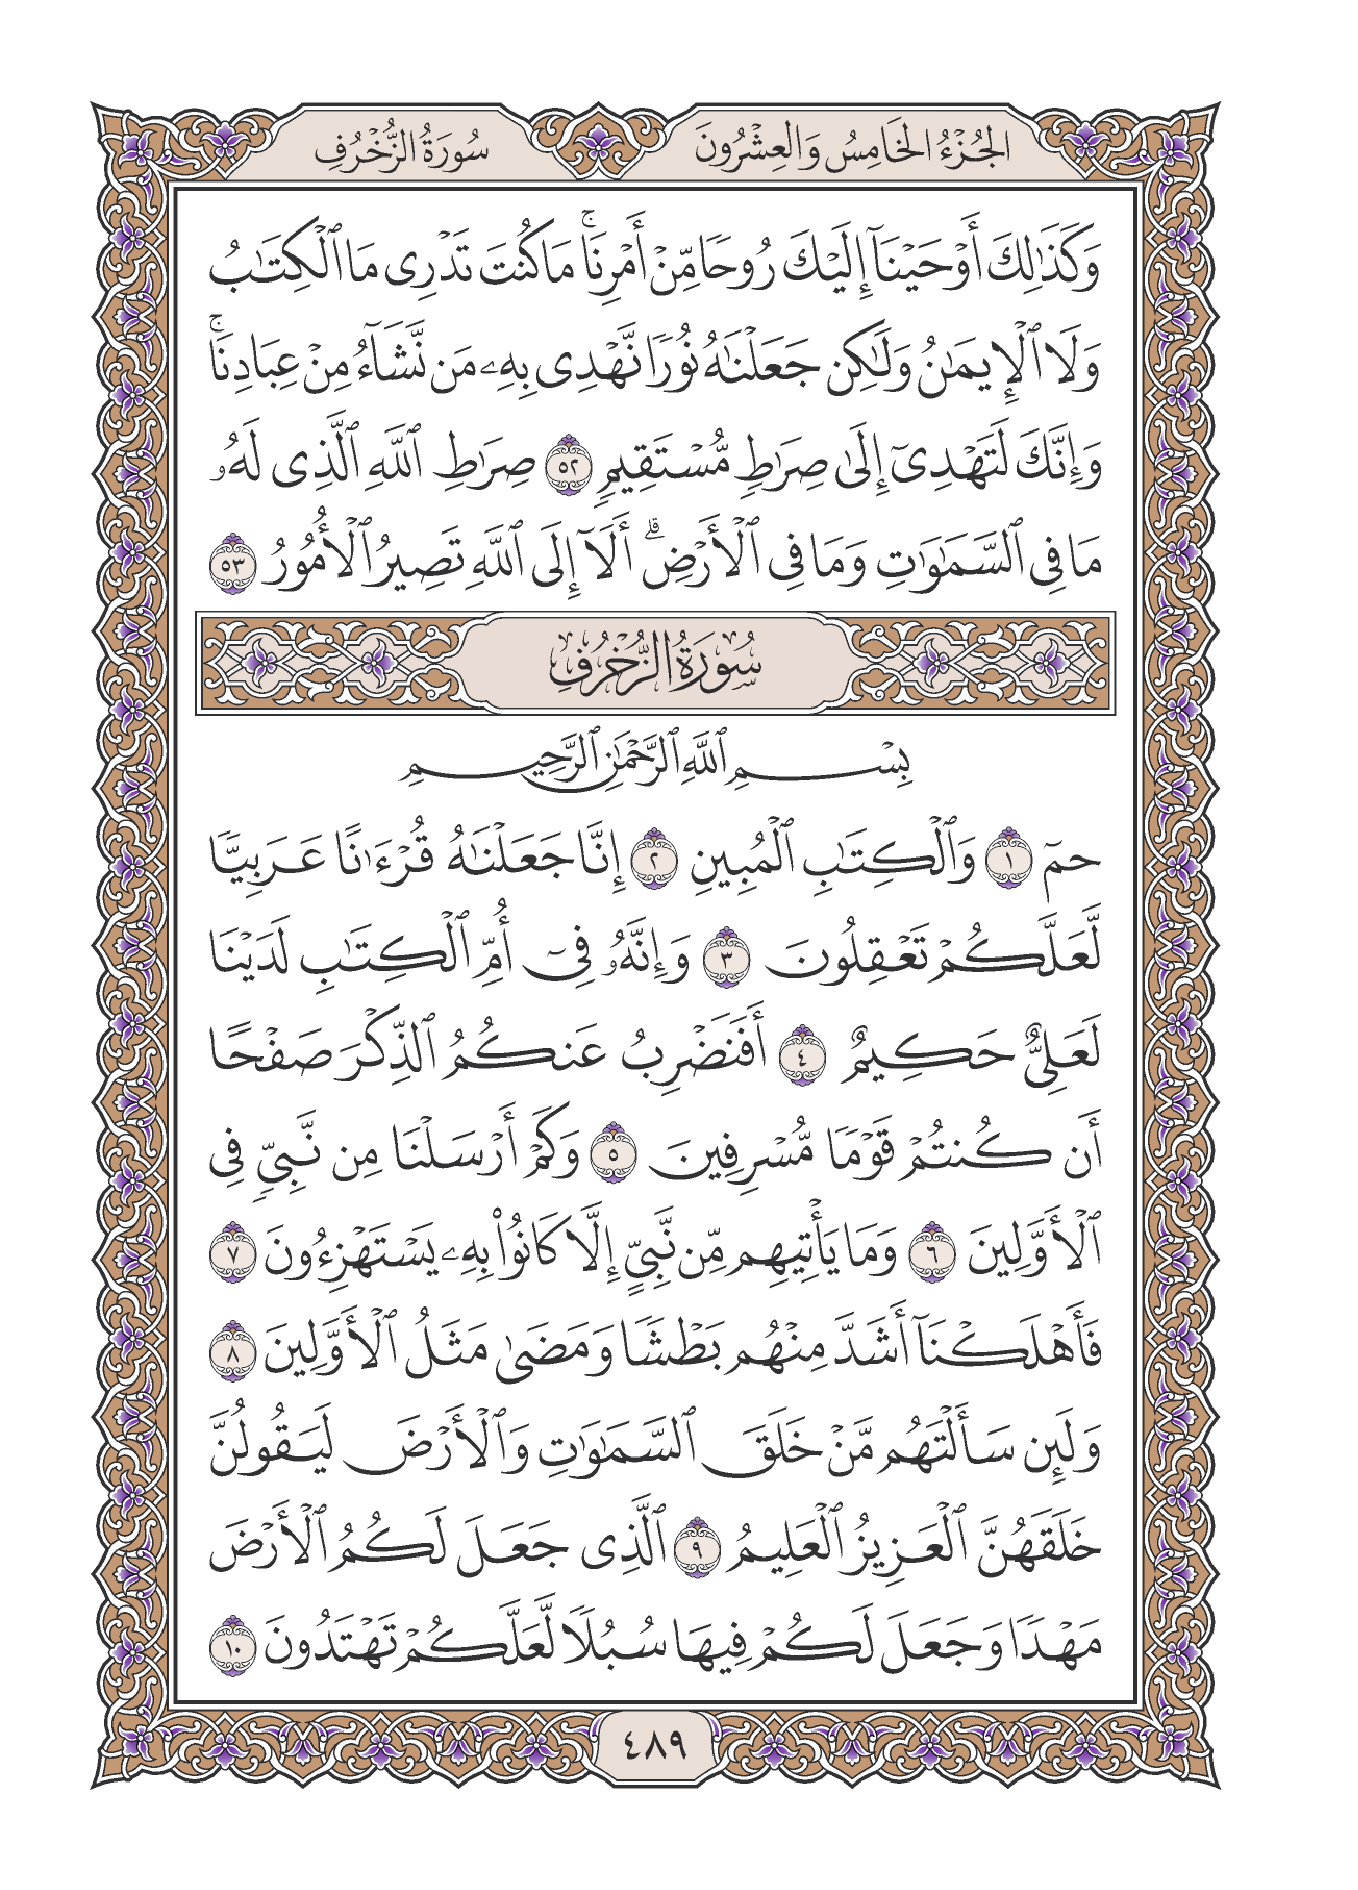 الجُزْءُ الخَامِسُ وَالعِشْرُونَ
سُورَةُ الزُّخْرُفِ
وَكَذَٰلِكَ أَوْحَيْنَآ إِلَيْكَ رُوحًا مِّنْ أَمْرِنَاۚ مَا كُنتَ تَدْرِى مَا ٱلْكِتَٰبُ
وَلَا ٱلْإِيمَٰنُ وَلَٰكِن جَعَلْنَٰهُ نُورًا نَّهْدِى بِهِۦ مَن نَّشَآءُ مِنْ عِبَادِنَاۚ
وَإِنَّكَ لَتَهْدِىٓ إِلَىٰ صِرَٰطٍ مُّسْتَقِيمٍ ٥٢ صِرَٰطِ ٱللَّهِ ٱلَّذِى لَهُۥ
مَا فِى ٱلسَّمَٰوَٰتِ وَمَا فِى ٱلْأَرْضِۗ أَلَآ إِلَى ٱللَّهِ تَصِيرُ ٱلْأُمُورُ ٥٣
سُورَةُ الزُّخْرُفِ
بِسْمِ ٱللَّهِ ٱلرَّحْمَٰنِ ٱلرَّحِيمِ
حمٓ ١ وَٱلْكِتَٰبِ ٱلْمُبِينِ ٢ إِنَّا جَعَلْنَٰهُ قُرْءَٰنًا عَرَبِيًّا
لَّعَلَّكُمْ تَعْقِلُونَ ٣ وَإِنَّهُۥ فِىٓ أُمِّ ٱلْكِتَٰبِ لَدَيْنَا
لَعَلِىٌّ حَكِيمٌ ٤ أَفَنَضْرِبُ عَنكُمُ ٱلذِّكْرَ صَفْحًا
أَن كُنتُمْ قَوْمًا مُّسْرِفِينَ ٥ وَكَمْ أَرْسَلْنَا مِن نَّبِىٍّ فِى
ٱلْأَوَّلِينَ ٦ وَمَا يَأْتِيهِم مِّن نَّبِىٍّ إِلَّا كَانُوا۟ بِهِۦ يَسْتَهْزِءُونَ ٧
فَأَهْلَكْنَآ أَشَدَّ مِنْهُم بَطْشًا وَمَضَىٰ مَثَلُ ٱلْأَوَّلِينَ ٨
وَلَئِن سَأَلْتَهُم مَّنْ خَلَقَ ٱلسَّمَٰوَٰتِ وَٱلْأَرْضَ لَيَقُولُنَّ
خَلَقَهُنَّ ٱلْعَزِيزُ ٱلْعَلِيمُ ٩ ٱلَّذِى جَعَلَ لَكُمُ ٱلْأَرْضَ
مَهْدًا وَجَعَلَ لَكُمْ فِيهَا سُبُلًا لَّعَلَّكُمْ تَهْتَدُونَ ١٠
٤٨٩